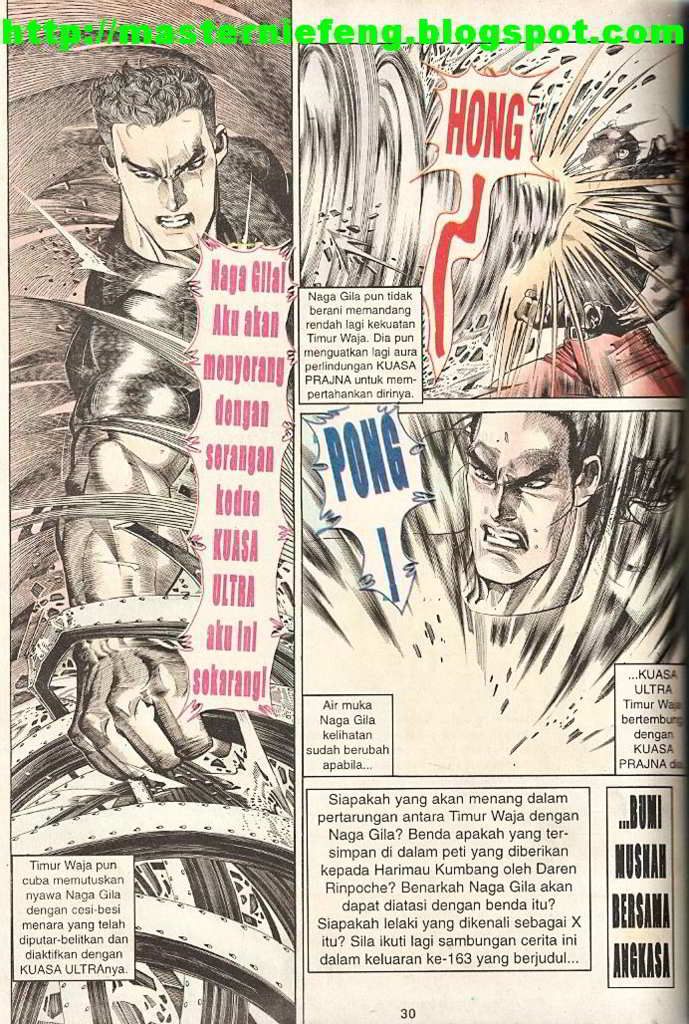 http://masterniefeng.blogspot.com
Naga Gila!
Aku akan
menyerang
dengan
serangan
kedua
KUASA
ULTRA
aku ini
sekarang!
Timur Waja pun
cuba memutuskan
nyawa Naga Gila
dengan cesi-besi
menara yang telah
diputar-belitkan dan
diaktifkan dengan
KUASA ULTRAnya.
HONG
Naga Gila pun tidak
berani memandang
rendah lagi kekuatan
Timur Waja. Dia pun
menguatkan lagi aura
perlindungan KUASA
PRAJNA untuk mem-
pertahankan dirinya.
PONG
Air muka
Naga Gila
kelihatan
sudah berubah
apabila...
...KUASA
ULTRA
Timur Waja
bertembung
dengan
KUASA
PRAJNA
Siapakah yang akan menang dalam
pertarungan antara Timur Waja dengan
Naga Gila? Benda apakah yang ter-
simpan di dalam peti yang diberikan
kepada Harimau Kumbang oleh Daren
Rinpoche? Benarkah Naga Gila akan
dapat diatasi dengan benda itu?
Siapakah lelaki yang dikenali sebagai X
itu? Sila ikuti lagi sambungan cerita ini
dalam keluaran ke-163 yang berjudul...
...BUMI
MUSNAH
BERSAMA
ANGKASA
30